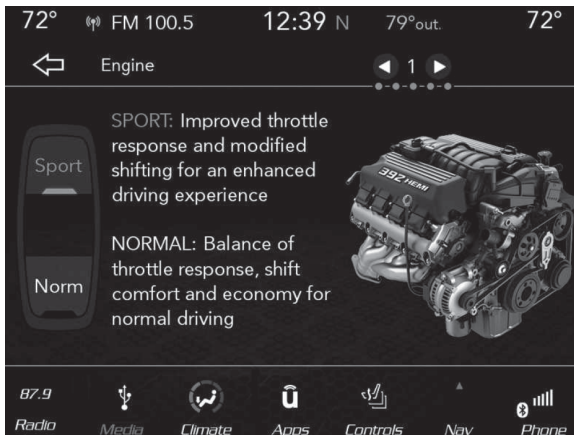 72° FM 100.5 12:39 N 79°out. 72°
Engine 1
SPORT: Improved throttle
response and modified
shifting for an enhanced
driving experience
Sport
392 HEMI
NORMAL: Balance of
throttle response, shift
comfort and economy for
normal driving
Norm
87.9 û
Radio Media Climate Apps Controls Nav Phone